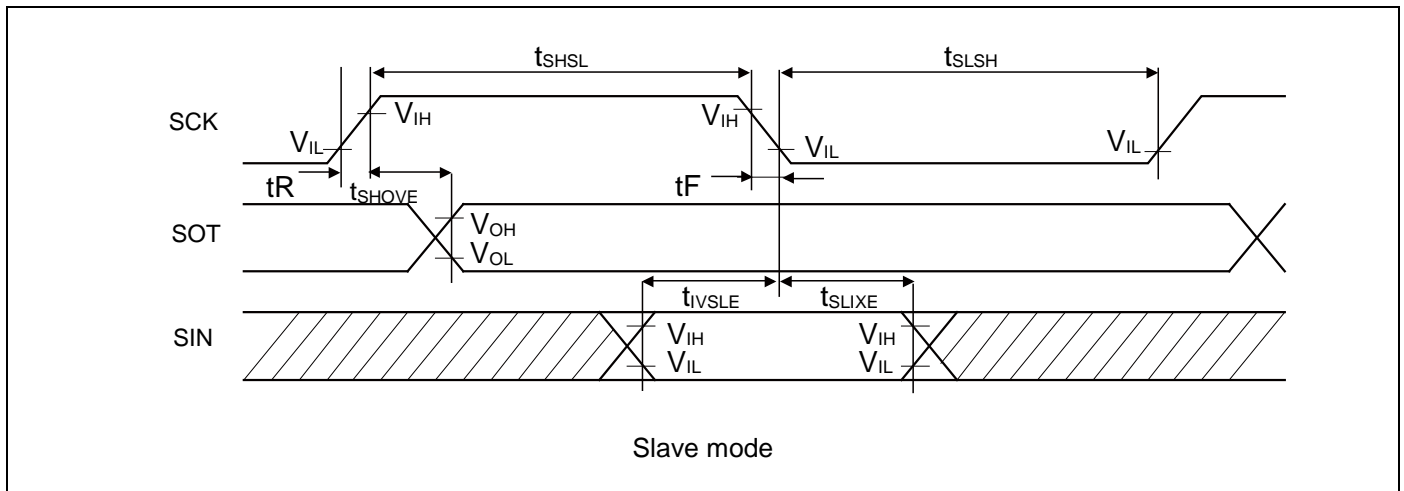 tSHSL
tSLSH
SCK
VIH
VIH
VIL
VIL
VIL
tR
tSHOVE
tF
SOT
VOH
VOL
tIVSLE
tSLIXE
SIN
VIH
VIH
VIL
VIL
Slave mode